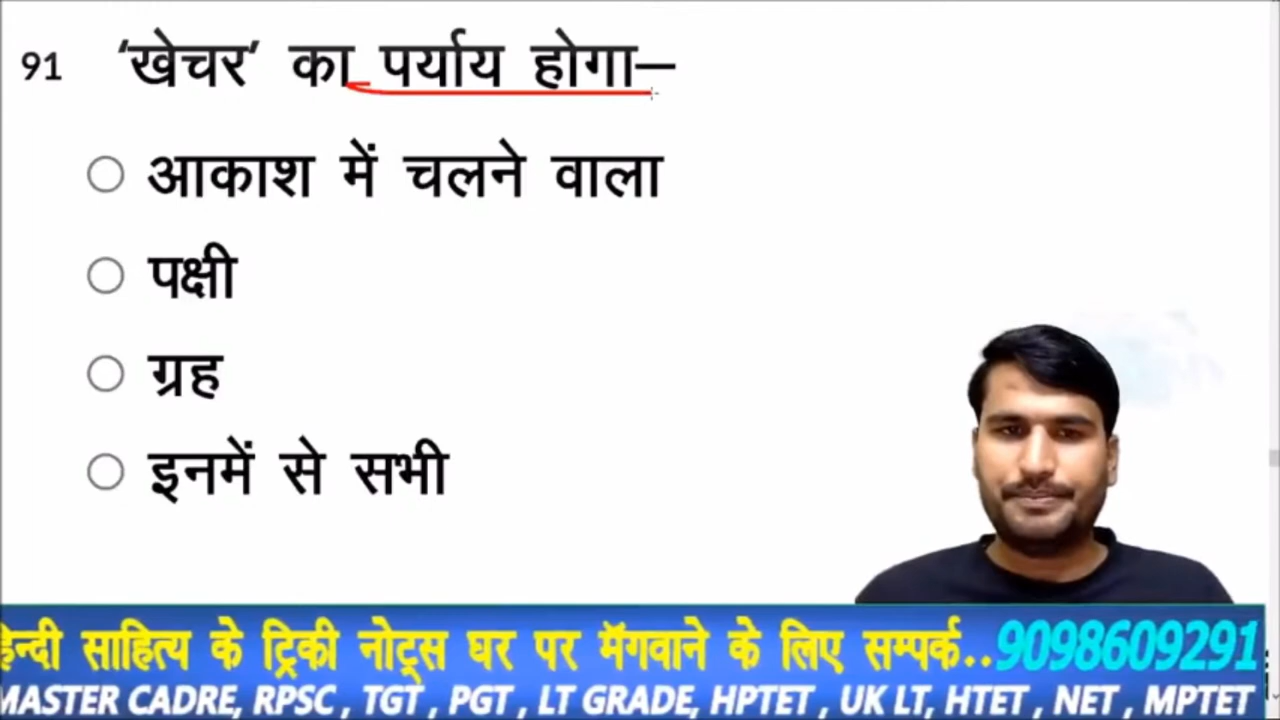 91 ‘खेचर’ का पर्याय होगा–
आकाश में चलने वाला
पक्षी
ग्रह
इनमें से सभी
हिन्दी साहित्य के ट्रिकी नोट्स घर पर मॅगवाने के लिए सम्पर्क..9098609291
MASTER CADRE, RPSC , TGT , PGT , LT GRADE, HPTET , UK LT, HTET , NET , MPTET